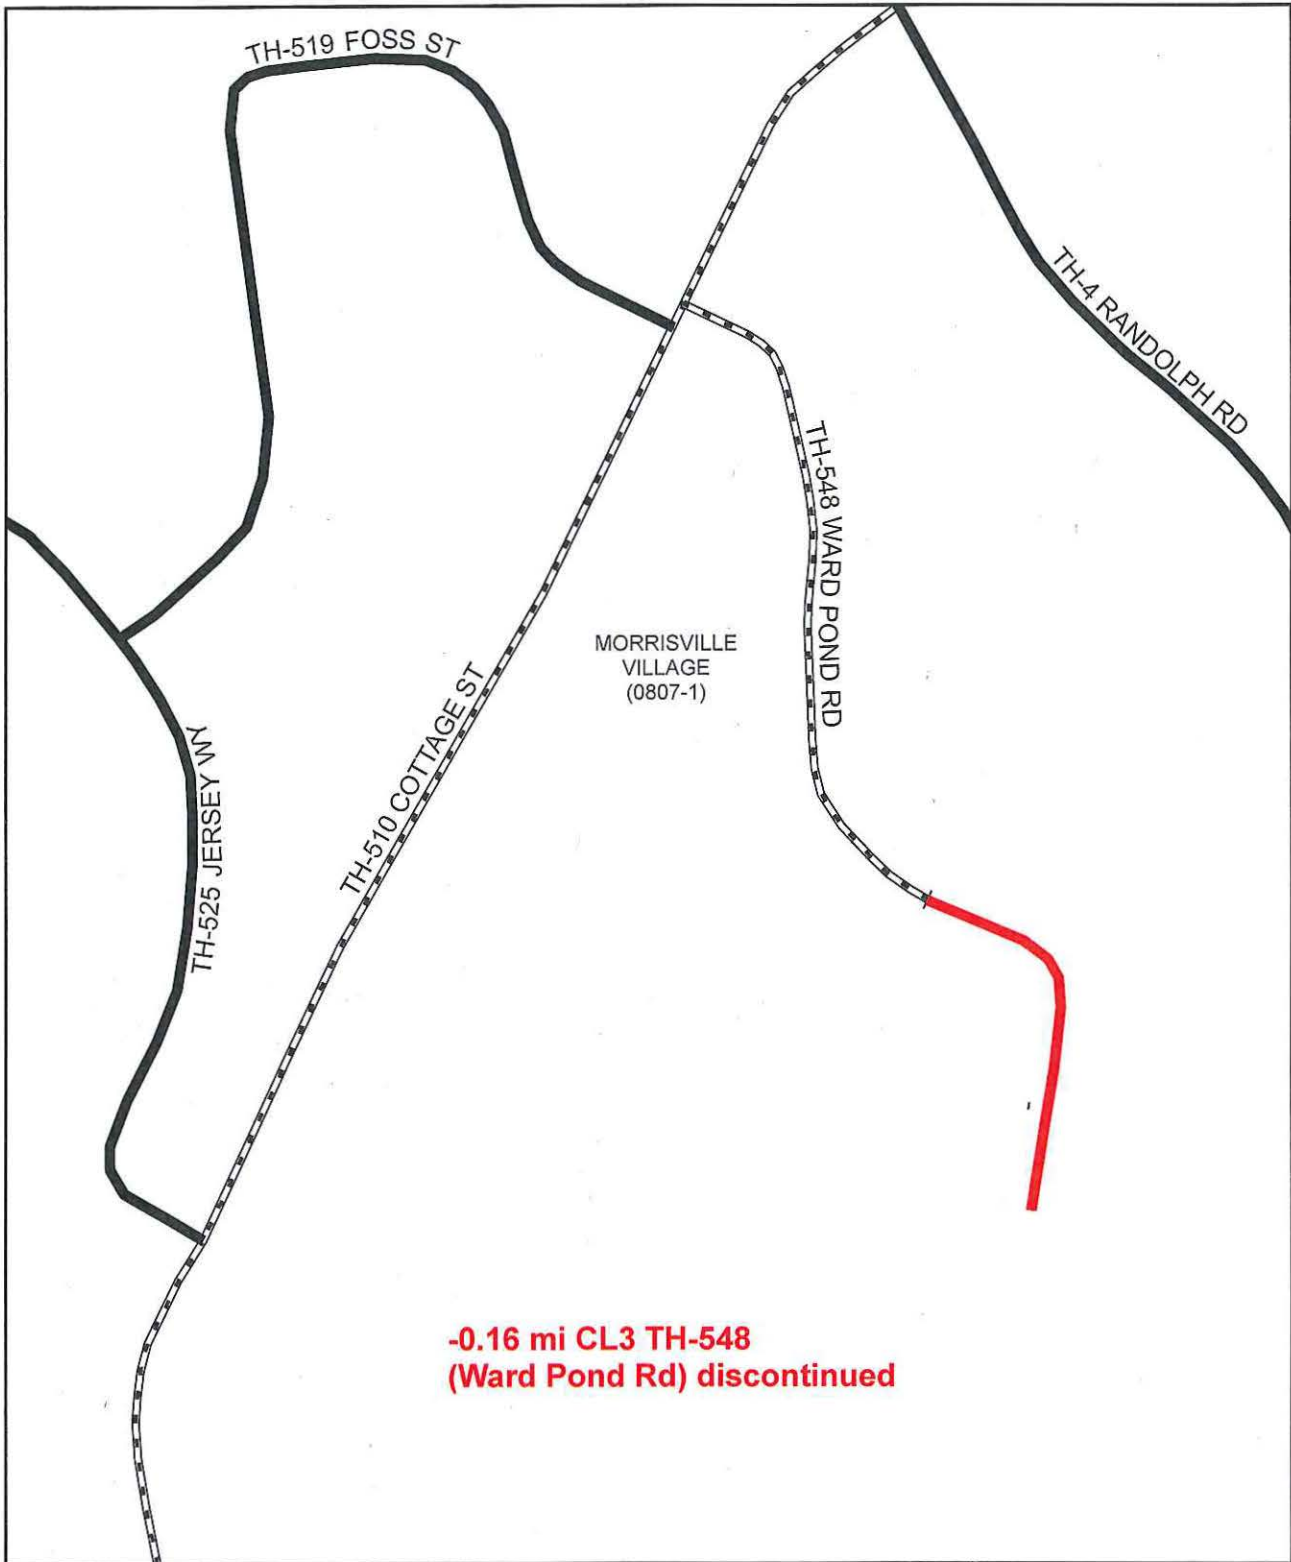 TH-519 FOSS ST
TH-4 RANDOLPH RD
TH-548 WARD POND RD
MORRISVILLE
VILLAGE
(0807-1)
TH-510 COTTAGE ST
TH-525 JERSEY WY
-0.16 mi CL3 TH-548
(Ward Pond Rd) discontinued